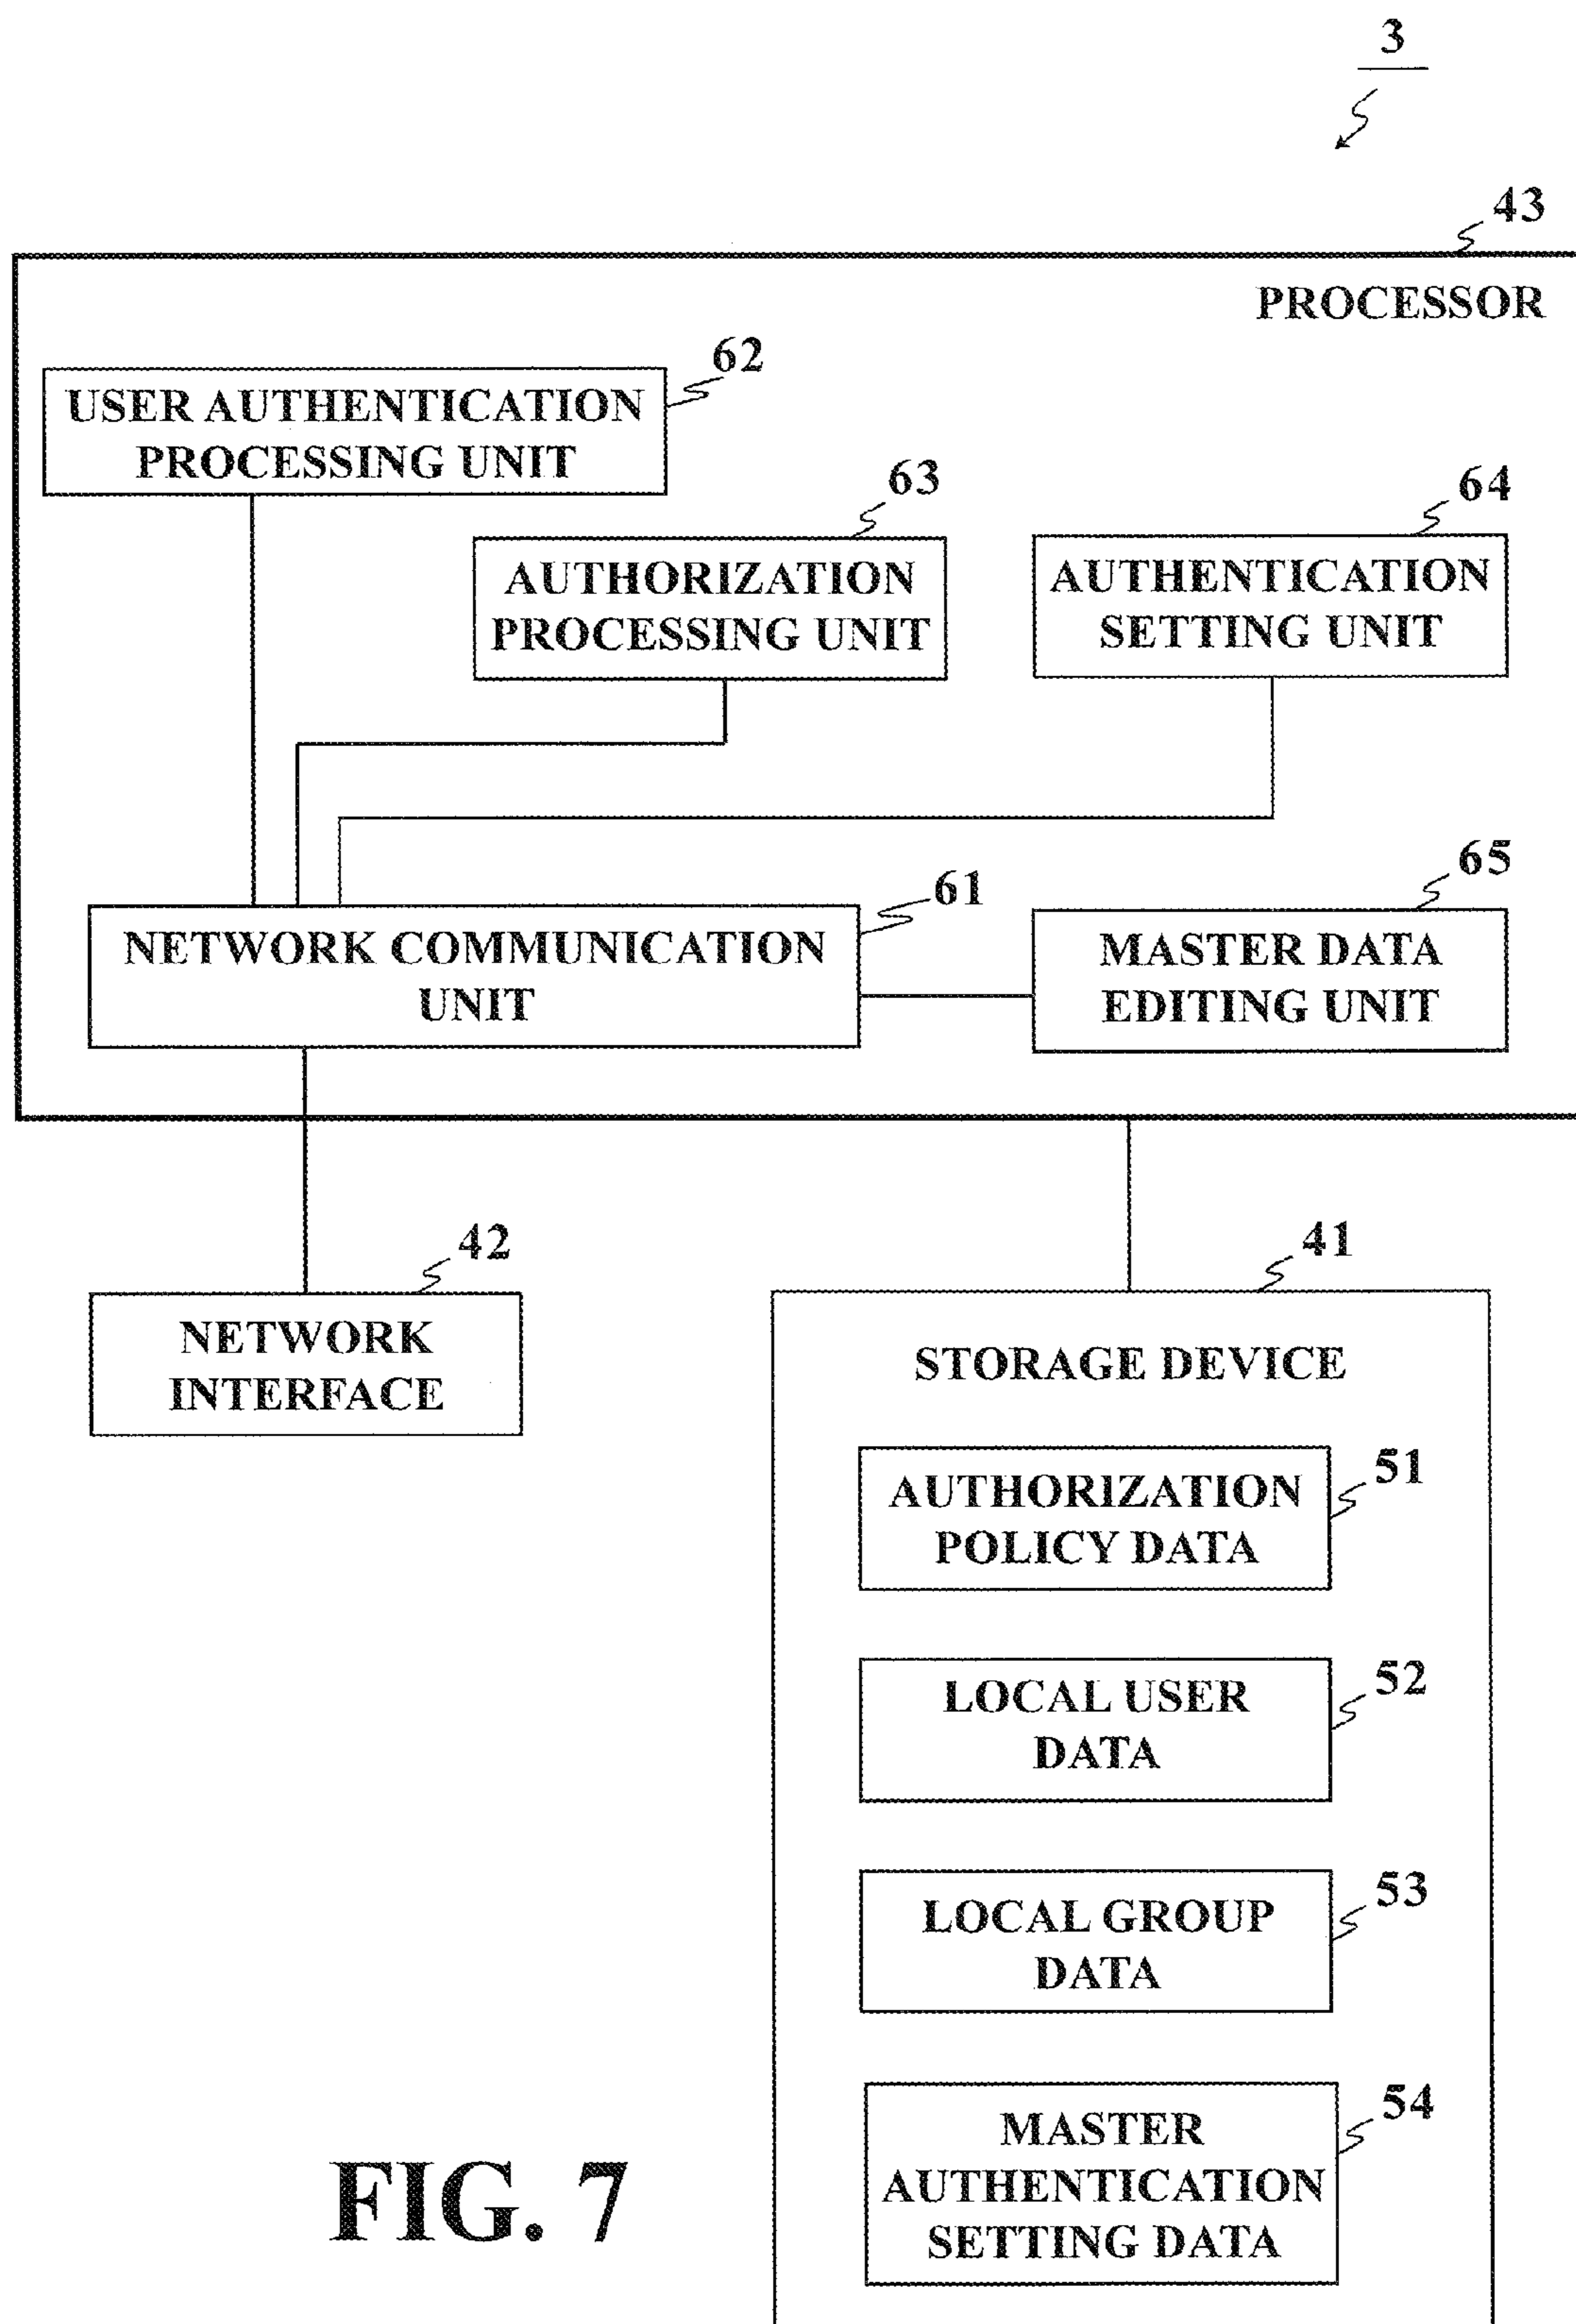 3
43
PROCESSOR
62
USER AUTHENTICATION
PROCESSING UNIT
63
AUTHORIZATION
PROCESSING UNIT
64
AUTHENTICATION
SETTING UNIT
61
NETWORK COMMUNICATION
UNIT
65
MASTER DATA
EDITING UNIT
42
NETWORK
INTERFACE
41
STORAGE DEVICE
51
AUTHORIZATION
POLICY DATA
52
LOCAL USER
DATA
53
LOCAL GROUP
DATA
54
MASTER
AUTHENTICATION
SETTING DATA
FIG. 7